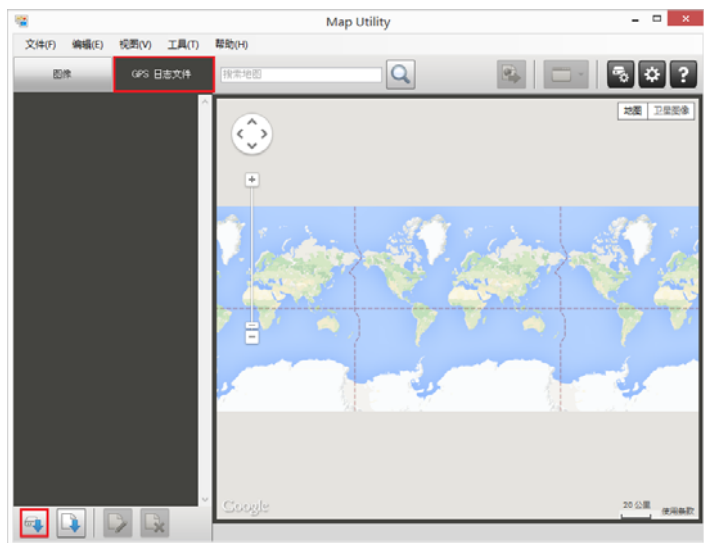 Map Utility
文件(F) 编辑(E) 视图(V) 工具(T) 帮助(H)
图像 GPS 日志文件 搜索地图
地图 卫星图像
Google
20 公里 使用条款